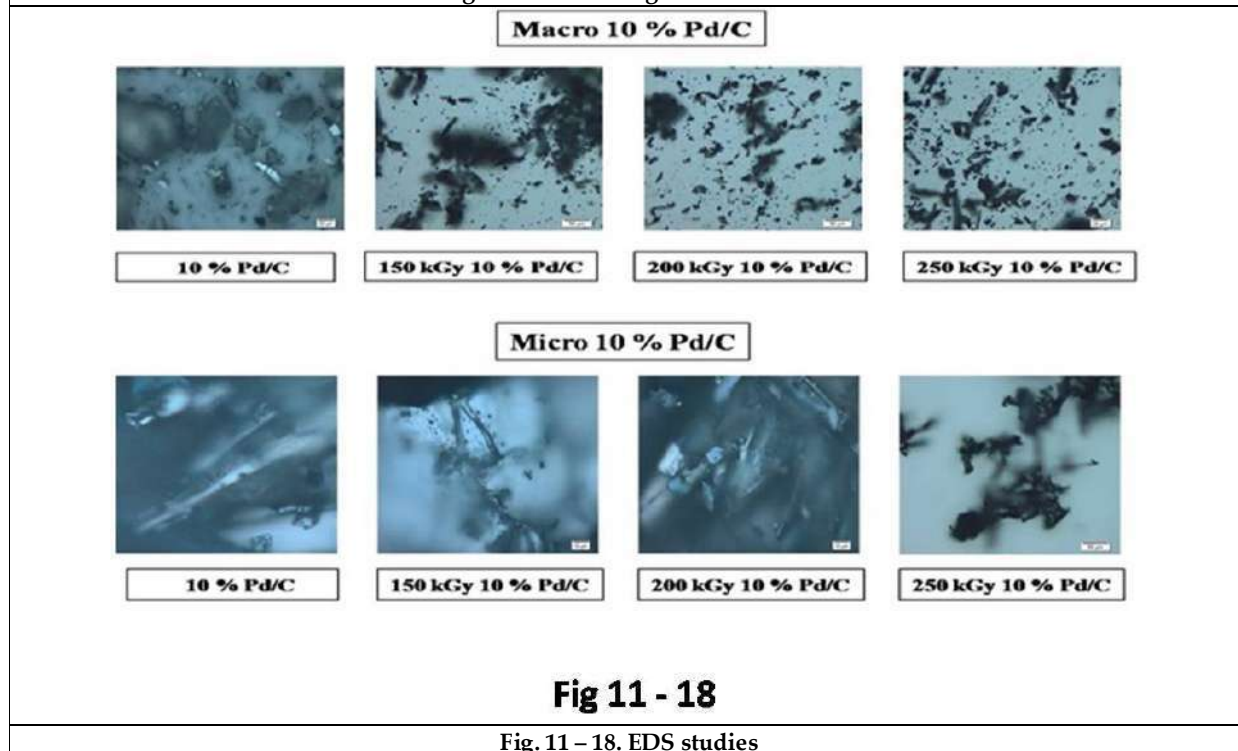 Macro 10 % Pd/C
10 % Pd/C
150 kGy 10 % Pd/C
200 kGy 10 % Pd/C
250 kGy 10 % Pd/C
Micro 10 % Pd/C
10 % Pd/C
150 kGy 10 % Pd/C
200 kGy 10 % Pd/C
250 kGy 10 % Pd/C
Fig 11 - 18
Fig. 11 – 18. EDS studies